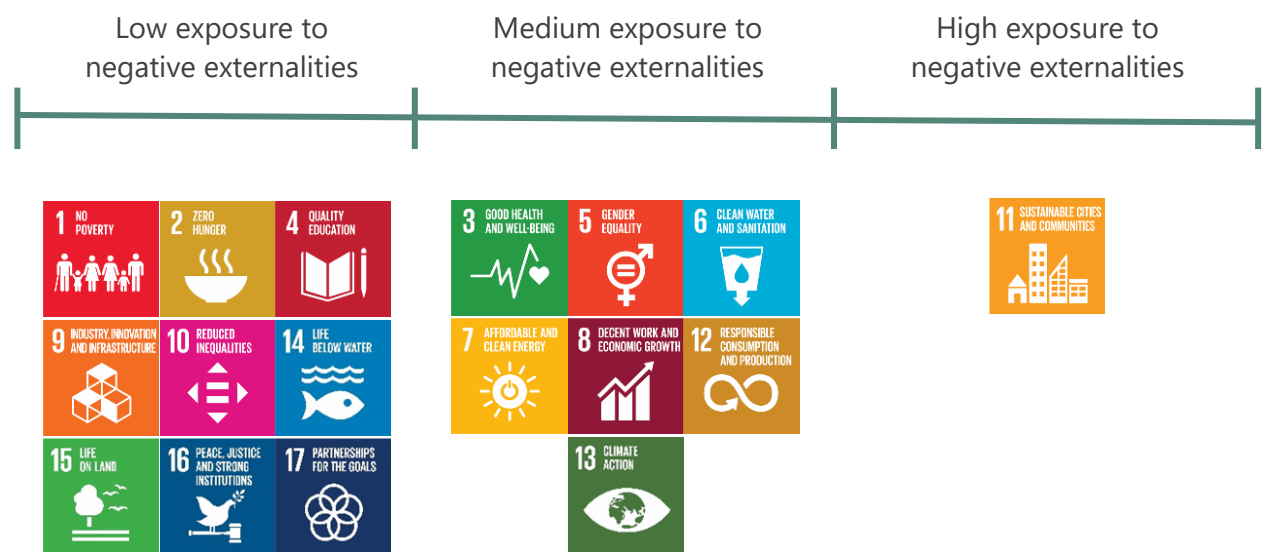 Low exposure to
negative externalities
Medium exposure to
negative externalities
High exposure to
negative externalities
1 NO
POVERTY
2 ZERO
HUNGER
4 QUALITY
EDUCATION
9 INDUSTRY, INNOVATION
AND INFRASTRUCTURE
10 REDUCED
INEQUALITIES
14 LIFE
BELOW WATER
15 LIFE
ON LAND
16 PEACE, JUSTICE
AND STRONG
INSTITUTIONS
17 PARTNERSHIPS
FOR THE GOALS
3 GOOD HEALTH
AND WELL-BEING
5 GENDER
EQUALITY
6 CLEAN WATER
AND SANITATION
7 AFFORDABLE AND
CLEAN ENERGY
8 DECENT WORK AND
ECONOMIC GROWTH
12 RESPONSIBLE
CONSUMPTION
AND PRODUCTION
13 CLIMATE
ACTION
11 SUSTAINABLE CITIES
AND COMMUNITIES